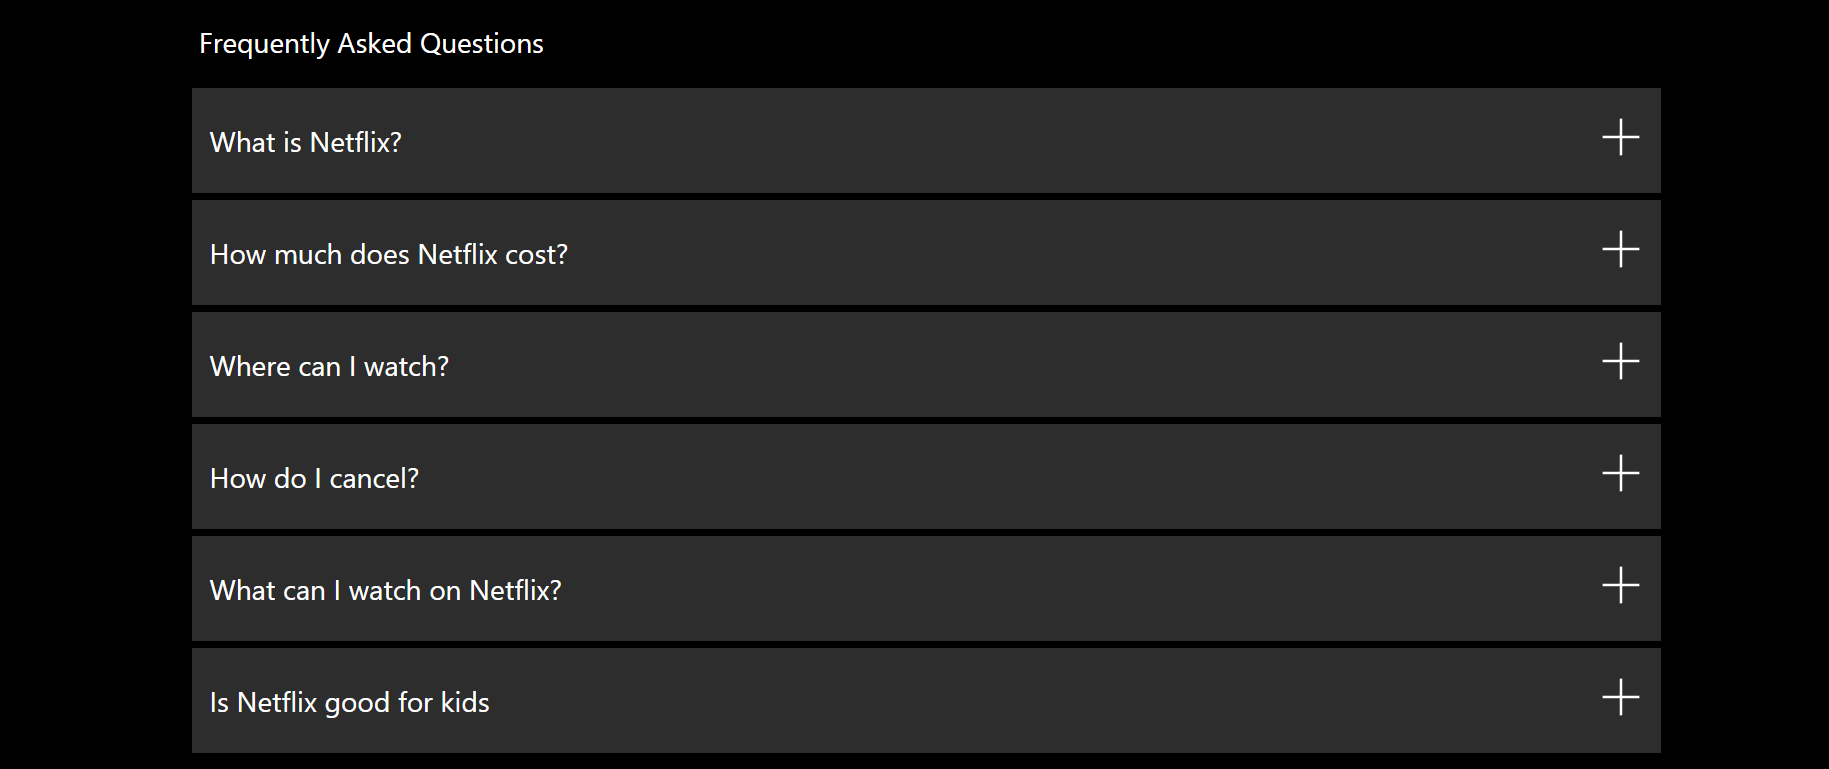 Frequently Asked Questions
What is Netflix?
How much does Netflix cost?
Where can I watch?
How do I cancel?
What can I watch on Netflix?
Is Netflix good for kids